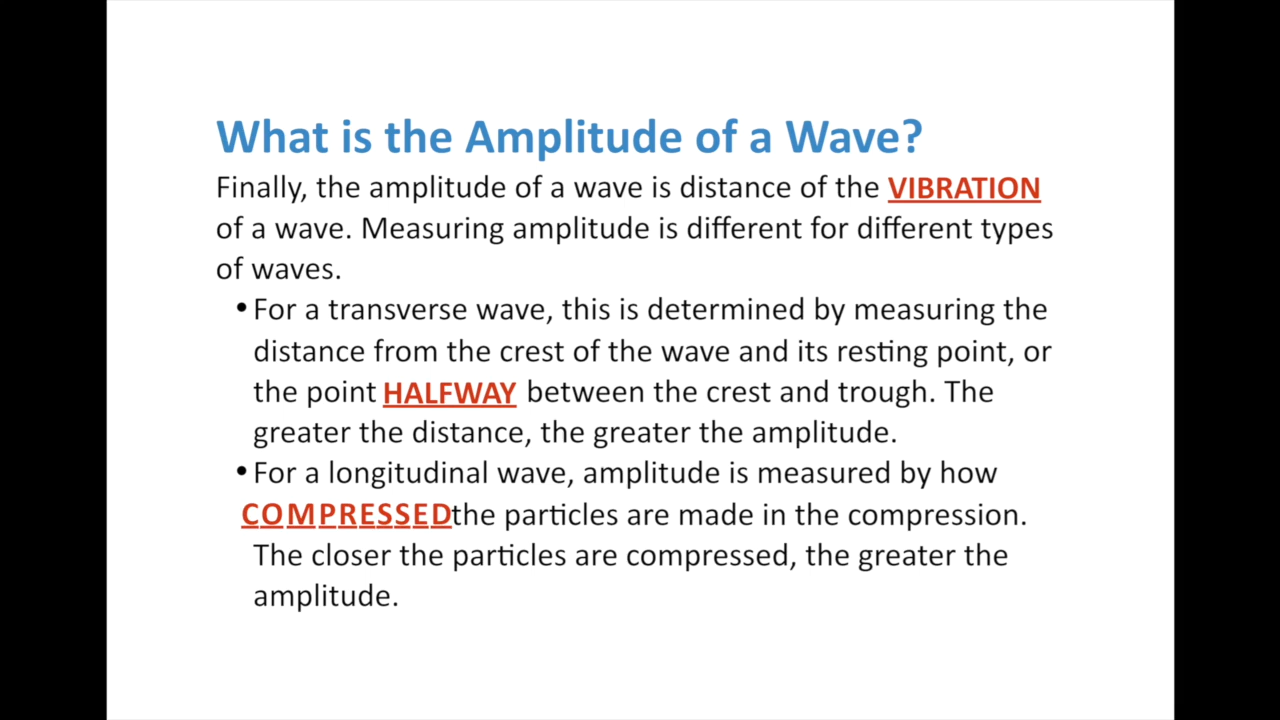 What is the Amplitude of a Wave?
Finally, the amplitude of a wave is distance of the VIBRATION
of a wave. Measuring amplitude is different for different types
of waves.
•For a transverse wave, this is determined by measuring the
distance from the crest of the wave and its resting point, or
the point HALFWAY between the crest and trough. The
greater the distance, the greater the amplitude.
•For a longitudinal wave, amplitude is measured by how
COMPRESSED the particles are made in the compression.
The closer the particles are compressed, the greater the
amplitude.